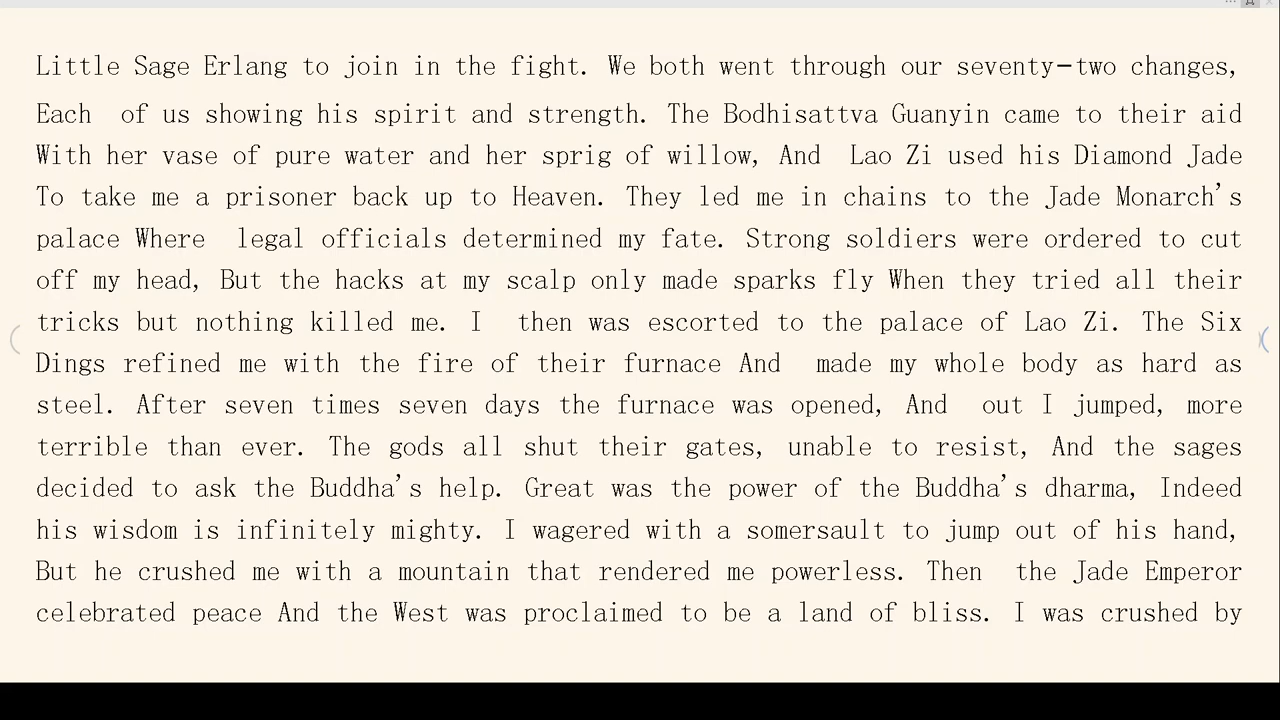 Little Sage Erlang to join in the fight. We both went through our seventy-two changes,
Each of us showing his spirit and strength. The Bodhisattva Guanyin came to their aid
With her vase of pure water and her sprig of willow, And Lao Zi used his Diamond Jade
To take me a prisoner back up to Heaven. They led me in chains to the Jade Monarch's
palace Where legal officials determined my fate. Strong soldiers were ordered to cut
off my head, But the hacks at my scalp only made sparks fly When they tried all their
tricks but nothing killed me. I then was escorted to the palace of Lao Zi. The Six
Dings refined me with the fire of their furnace And made my whole body as hard as
steel. After seven times seven days the furnace was opened, And out I jumped, more
terrible than ever. The gods all shut their gates, unable to resist, And the sages
decided to ask the Buddha's help. Great was the power of the Buddha's dharma, Indeed
his wisdom is infinitely mighty. I wagered with a somersault to jump out of his hand,
But he crushed me with a mountain that rendered me powerless. Then the Jade Emperor
celebrated peace And the West was proclaimed to be a land of bliss. I was crushed by